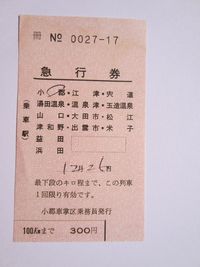 冊 № 0027-17
急行券
(乗車駅)
小郡・江津・宍道
湯田温泉・温泉津・玉造温泉
山口・大田市・松江
津和野・出雲市・米子
益田
浜田
12月26日
最下段のキロ程まで、この列車
1回限り有効です。
小郡車掌区乗務員発行
100kmまで 300円